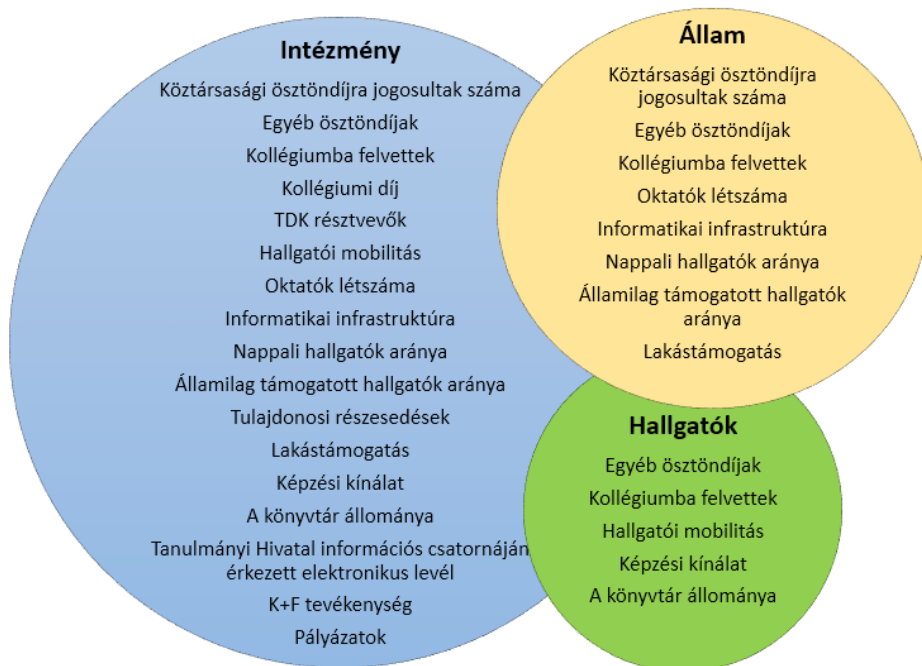 Intézmény
Köztársasági ösztöndíjra jogosultak száma
Egyéb ösztöndíjak
Kollégiumba felvettek
Kollégiumi díj
TDK résztvevők
Hallgatói mobilitás
Oktatók létszáma
Informatikai infrastruktúra
Nappali hallgatók aránya
Államilag támogatott hallgatók aránya
Tulajdonosi részesedések
Lakástámogatás
Képzési kínálat
A könyvtár állománya
Tanulmányi Hivatal információs csatornáján
érkezett elektronikus levél
K+F tevékenység
Pályázatok
Állam
Köztársasági ösztöndíjra
jogosultak száma
Egyéb ösztöndíjak
Kollégiumba felvettek
Oktatók létszáma
Informatikai infrastruktúra
Nappali hallgatók aránya
Államilag támogatott hallgatók
aránya
Lakástámogatás
Hallgatók
Egyéb ösztöndíjak
Kollégiumba felvettek
Hallgatói mobilitás
Képzési kínálat
A könyvtár állománya